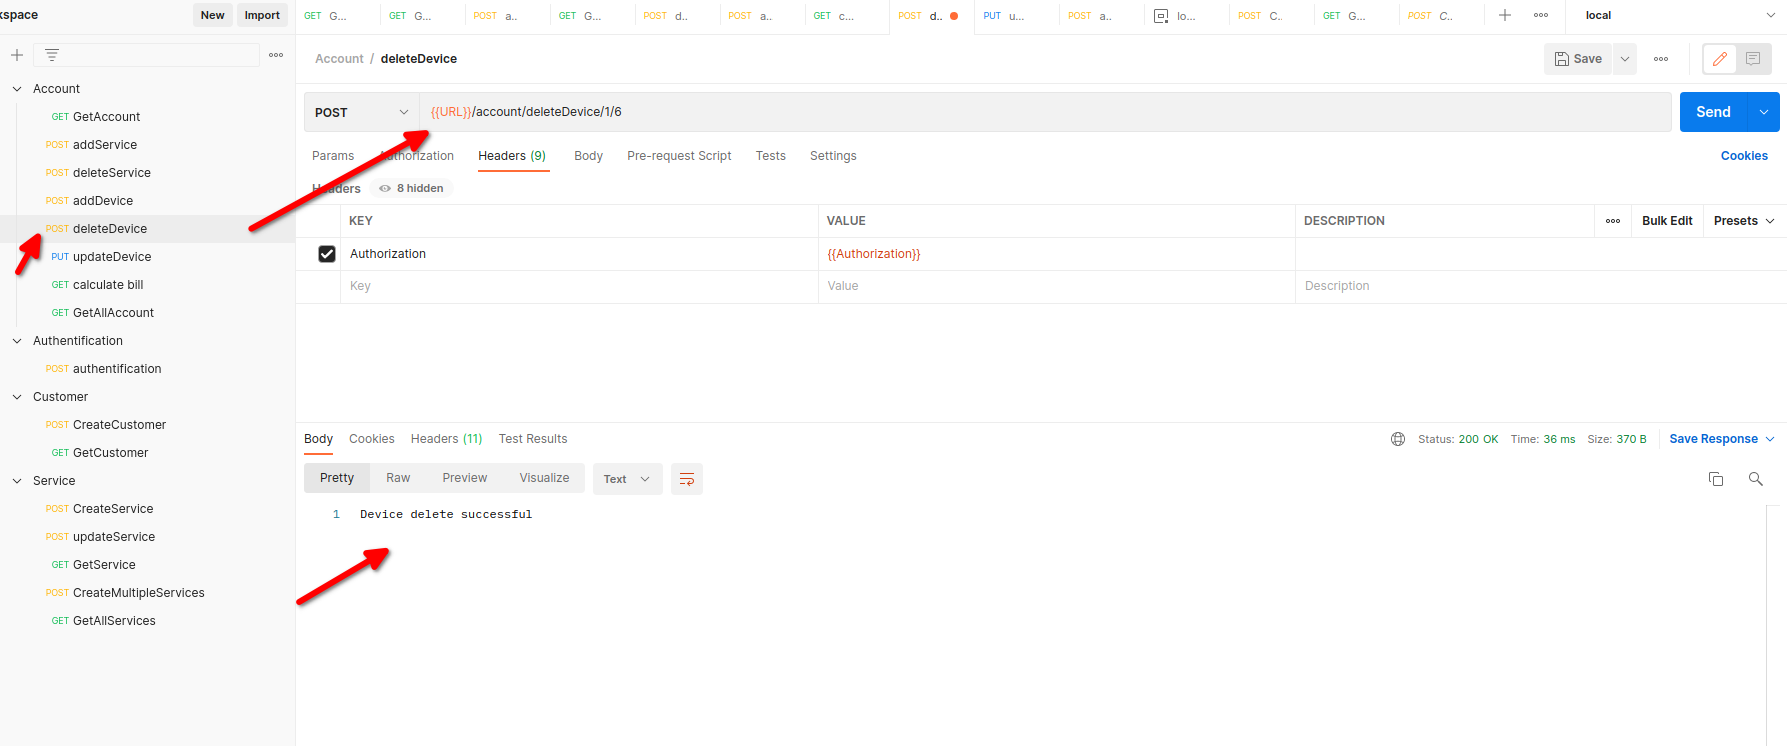 kspace
New Import
GET G...
GET G...
POST a..
GET G...
POST d..
POST a..
GET c...
POST d..
PUT u...
POST a..
lo...
POST C..
GET G...
POST C..
local
Account
GET GetAccount
POST addService
POST deleteService
POST addDevice
POST deleteDevice
PUT updateDevice
GET calculate bill
GET GetAllAccount
Authentification
POST authentification
Customer
POST CreateCustomer
GET GetCustomer
Service
POST CreateService
POST updateService
GET GetService
POST CreateMultipleServices
GET GetAllServices
Account / deleteDevice
Save
POST {{URL}}/account/deleteDevice/1/6
Send
Params Authorization Headers (9) Body Pre-request Script Tests Settings Cookies
Headers 8 hidden
KEY VALUE DESCRIPTION Bulk Edit Presets
Authorization {{Authorization}}
Key Value Description
Body Cookies Headers (11) Test Results Status: 200 OK Time: 36 ms Size: 370 B Save Response
Pretty Raw Preview Visualize Text
1 Device delete successful